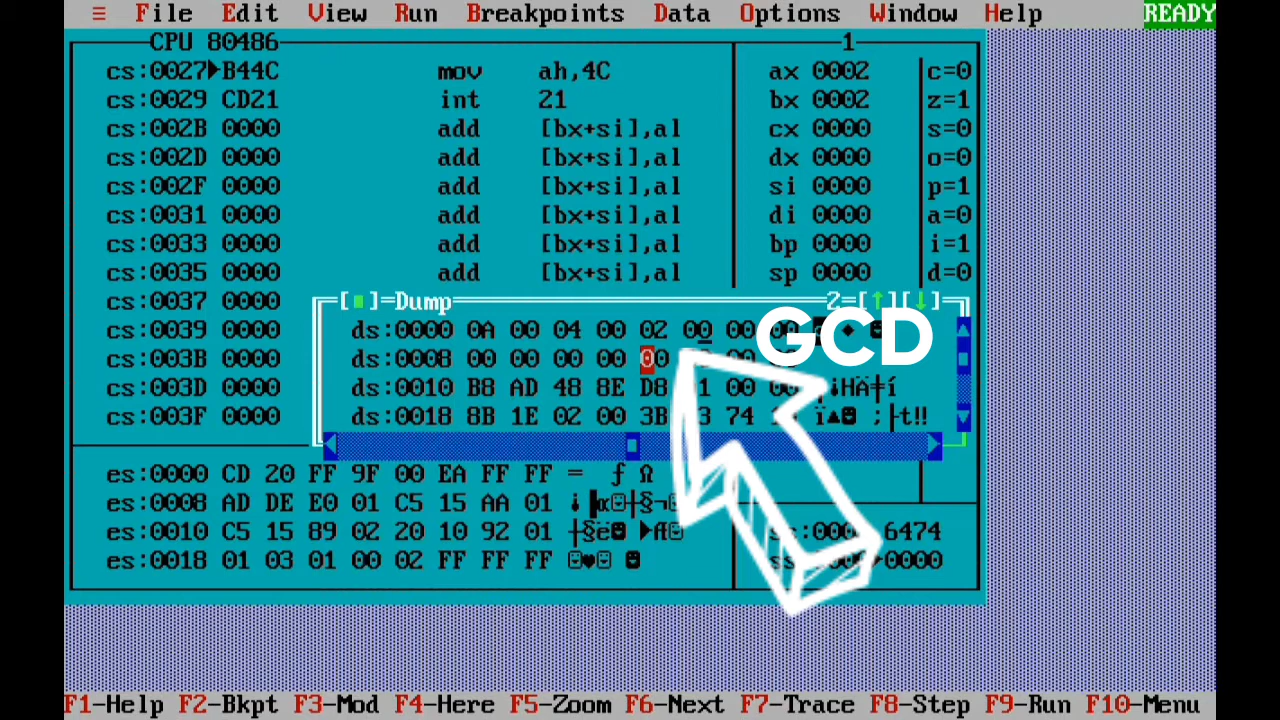 ≡ File Edit View Run Breakpoints Data Options Window Help READY
CPU 80486 1
cs:0027►B44C mov ah,4C ax 0002 c=0
cs:0029 CD21 int 21 bx 0002 z=1
cs:002B 0000 add [bx+si],al cx 0000 s=0
cs:002D 0000 add [bx+si],al dx 0000 o=0
cs:002F 0000 add [bx+si],al si 0000 p=1
cs:0031 0000 add [bx+si],al di 0000 a=0
cs:0033 0000 add [bx+si],al bp 0000 i=1
cs:0035 0000 add [bx+si],al sp 0000 d=0
cs:0037 0000
[■]=Dump 2=[↑][↓]
cs:0039 0000
ds:0000 0A 00 04 00 02 00 00
GCD
cs:003B 0000
ds:0008 00 00 00 00 00 00
cs:003D 0000
ds:0010 B8 AD 48 8E D8 00 00
cs:003F 0000
ds:0018 8B 1E 02 00 3B 74
es:0000 CD 20 FF 9F 00 EA FF FF = ƒ Ω
es:0008 AD DE E0 01 C5 15 AA 01
es:0010 C5 15 89 02 20 10 92 01
6474
es:0018 01 03 01 00 02 FF FF FF ☺♥☺ ☻
0000
F1-Help F2-Bkpt F3-Mod F4-Here F5-Zoom F6-Next F7-Trace F8-Step F9-Run F10-Menu